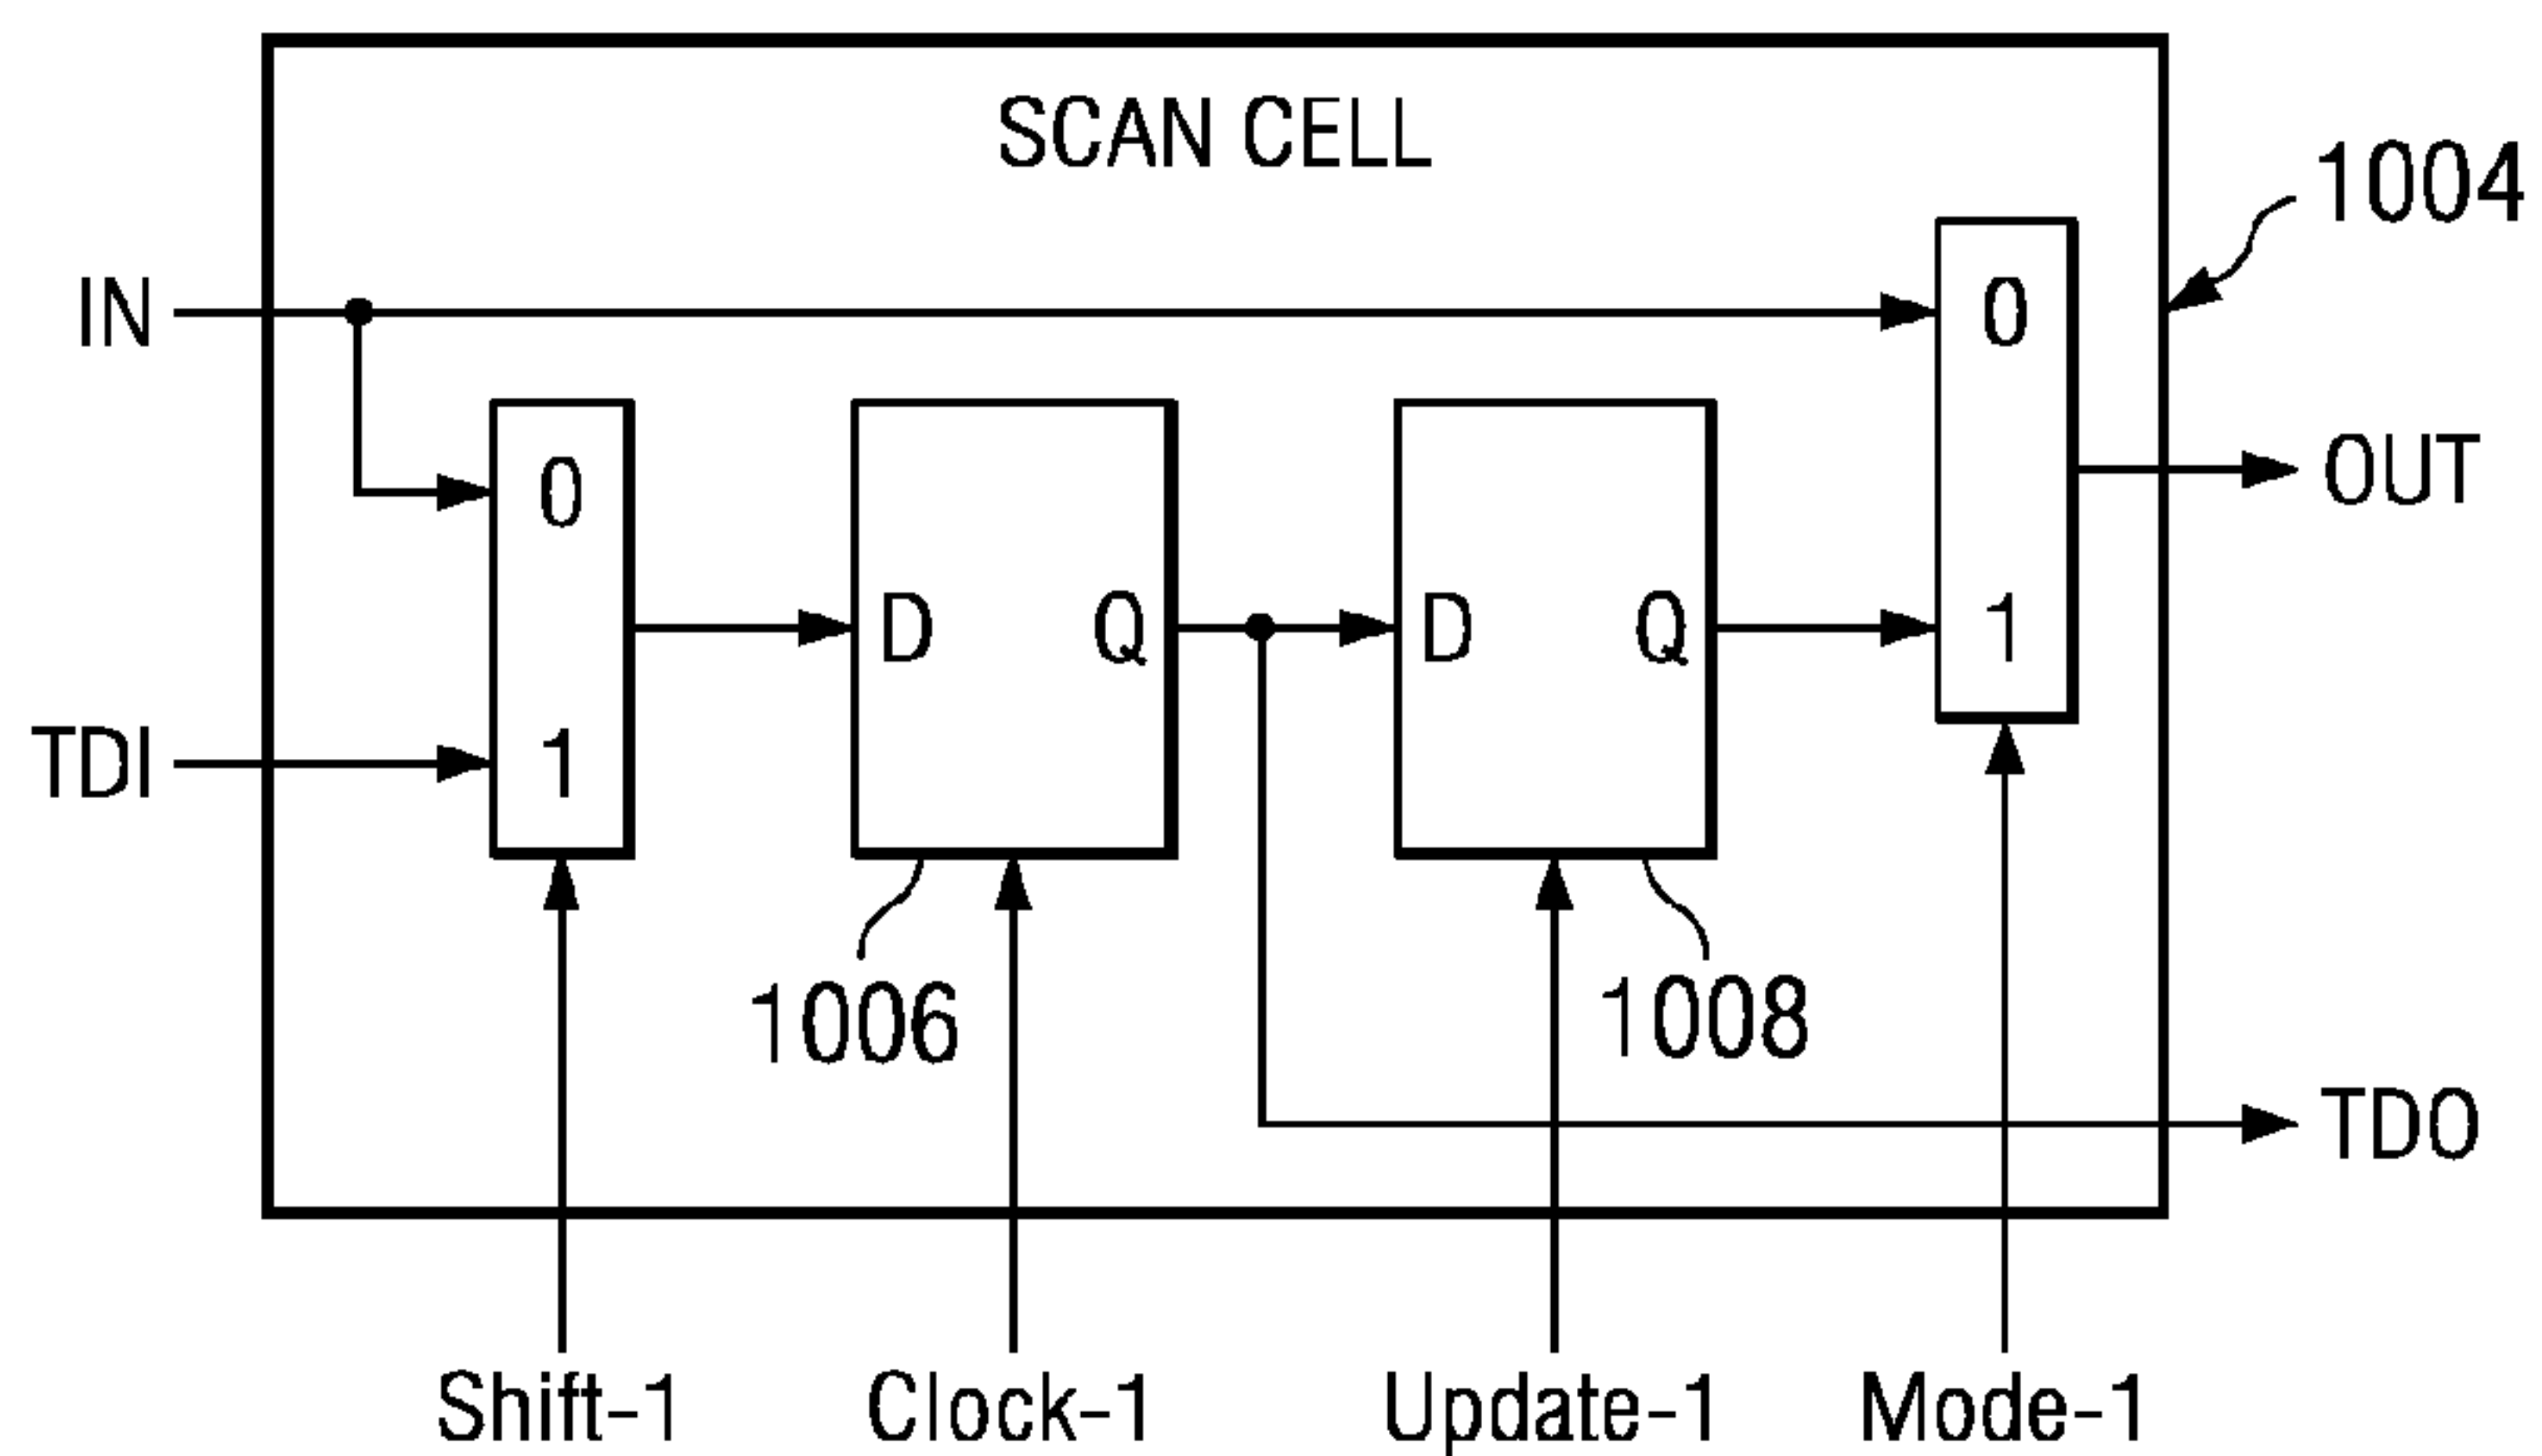 SCAN CELL
1004
IN
0
0
OUT
D
Q
D
Q
1
TDI
1
1006
1008
TDO
Shift-1
Clock-1
Update-1
Mode-1